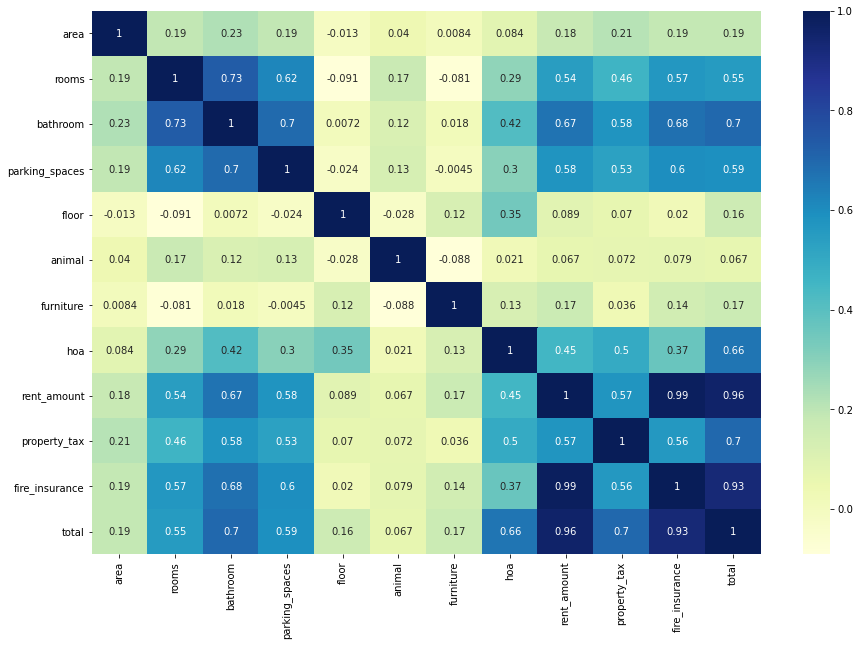 area 1 0.19 0.23 0.19 -0.013 0.04 0.0084 0.084 0.18 0.21 0.19 0.19
rooms 0.19 1 0.73 0.62 -0.091 0.17 -0.081 0.29 0.54 0.46 0.57 0.55
bathroom 0.23 0.73 1 0.7 0.0072 0.12 0.018 0.42 0.67 0.58 0.68 0.7
parking_spaces 0.19 0.62 0.7 1 -0.024 0.13 -0.0045 0.3 0.58 0.53 0.6 0.59
floor -0.013 -0.091 0.0072 -0.024 1 -0.028 0.12 0.35 0.089 0.07 0.02 0.16
animal 0.04 0.17 0.12 0.13 -0.028 1 -0.088 0.021 0.067 0.072 0.079 0.067
furniture 0.0084 -0.081 0.018 -0.0045 0.12 -0.088 1 0.13 0.17 0.036 0.14 0.17
hoa 0.084 0.29 0.42 0.3 0.35 0.021 0.13 1 0.45 0.5 0.37 0.66
rent_amount 0.18 0.54 0.67 0.58 0.089 0.067 0.17 0.45 1 0.57 0.99 0.96
property_tax 0.21 0.46 0.58 0.53 0.07 0.072 0.036 0.5 0.57 1 0.56 0.7
fire_insurance 0.19 0.57 0.68 0.6 0.02 0.079 0.14 0.37 0.99 0.56 1 0.93
total 0.19 0.55 0.7 0.59 0.16 0.067 0.17 0.66 0.96 0.7 0.93 1
area rooms bathroom parking_spaces floor animal furniture hoa rent_amount property_tax fire_insurance total
1.0
0.8
0.6
0.4
0.2
0.0